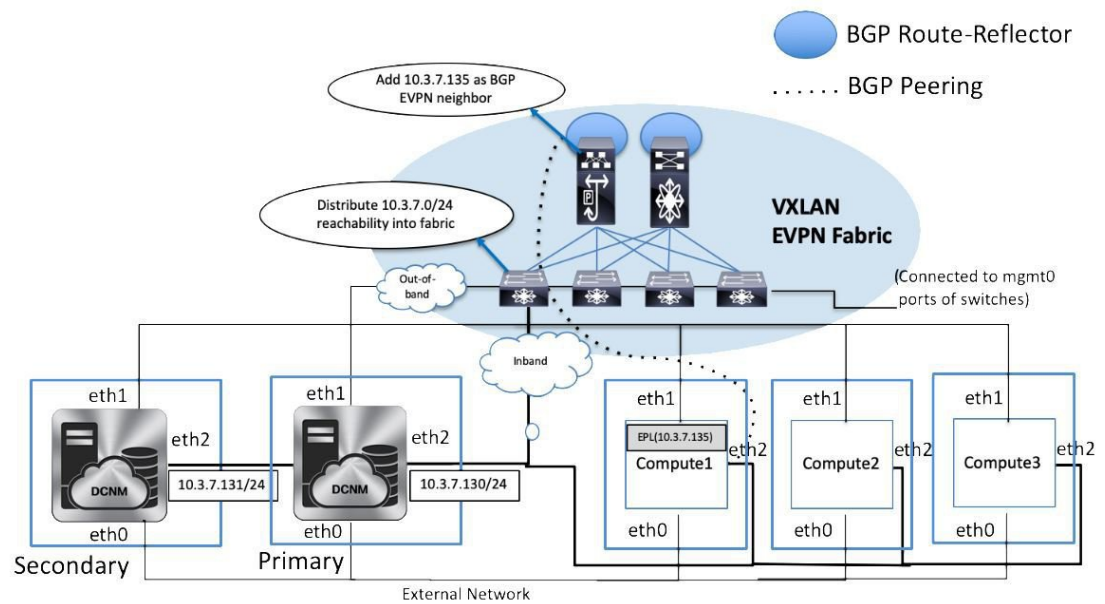 BGP Route-Reflector
BGP Peering
Add 10.3.7.135 as BGP
EVPN neighbor
Distribute 10.3.7.0/24
reachability into fabric
P
VXLAN
EVPN Fabric
Out-of-
band
(Connected to mgmt0
ports of switches)
Inband
eth1
eth2
DCNM
10.3.7.131/24
eth0
Secondary
eth1
eth2
DCNM
10.3.7.130/24
eth0
Primary
eth1
EPL(10.3.7.135)
eth2
Compute1
eth0
eth1
eth2
Compute2
eth0
eth1
eth2
Compute3
eth0
External Network